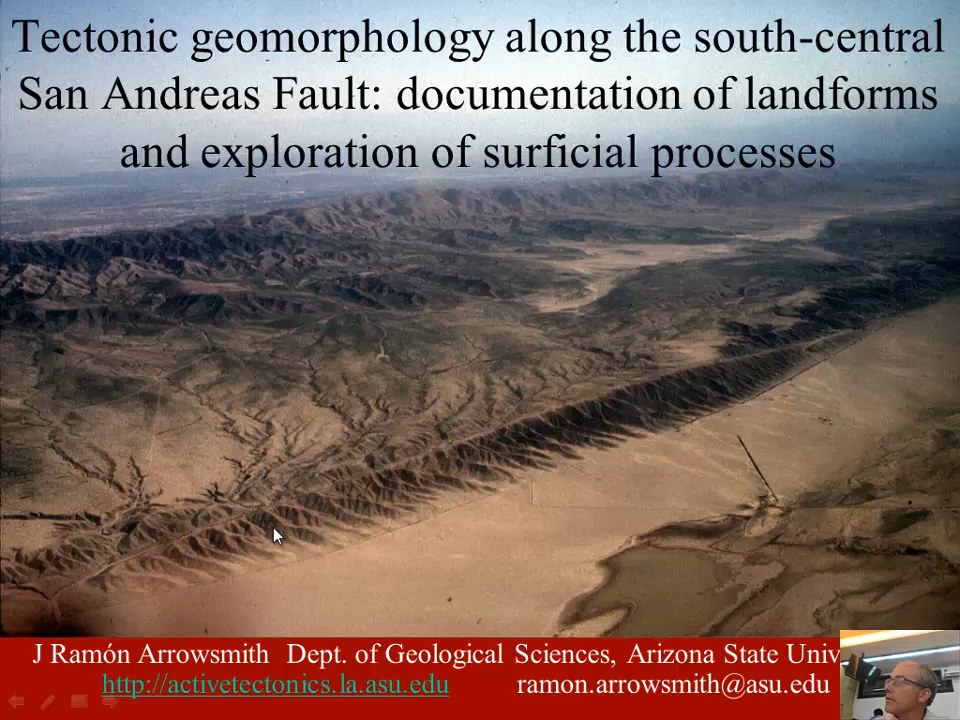 Tectonic geomorphology along the south-central
San Andreas Fault: documentation of landforms
and exploration of surficial processes
J Ramón Arrowsmith Dept. of Geological Sciences, Arizona State Univ
http://activetectonics.la.asu.edu ramon.arrowsmith@asu.edu